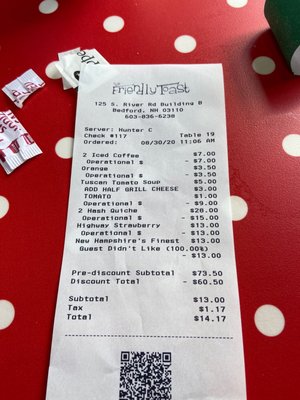 The
Friendly Toast
125 S. River Rd Building B
Bedford, NH 03110
603-836-6238
Server: Hunter C
Check #117 Table 19
Ordered: 08/30/20 11:06 AM
2 Iced Coffee $7.00
Operational $ - $7.00
Orange $3.50
Operational $ - $3.50
Tuscan Tomato Soup $5.00
ADD HALF GRILL CHEESE $3.00
TOMATO $1.00
Operational $ - $9.00
2 Hash Quiche $28.00
Operational $ - $15.00
Highway Strawberry $13.00
Operational $ - $13.00
New Hampshire's Finest $13.00
Guest Didn't Like (100.00%)
- $13.00
Pre-discount Subtotal $73.50
Discount Total - $60.50
Subtotal $13.00
Tax $1.17
Total $14.17